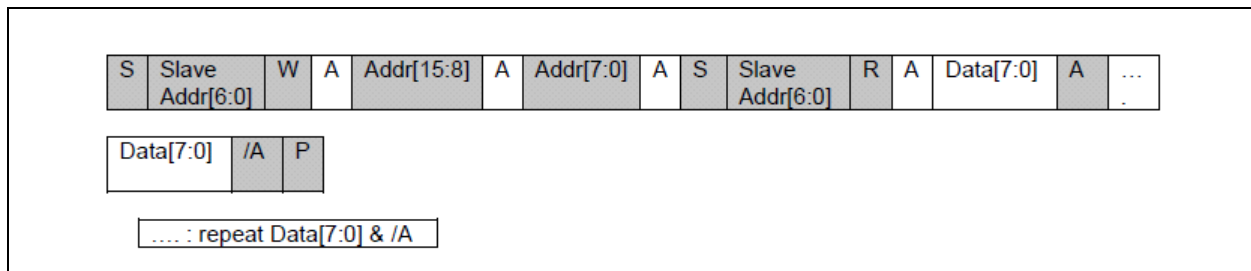 S Slave W A Addr[15:8] A Addr[7:0] A S Slave R A Data[7:0] A ...
Addr[6:0] Addr[6:0] .
Data[7:0] /A P
.... : repeat Data[7:0] & /A